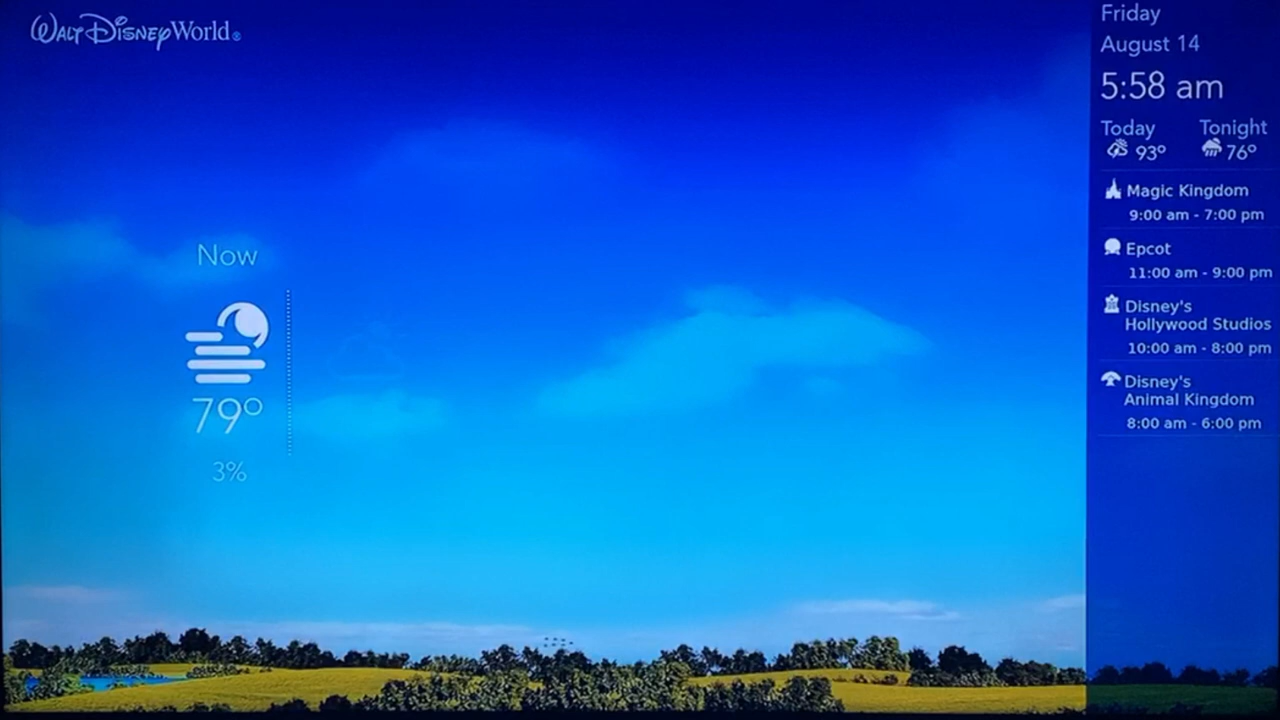 Walt Disney World®
Friday
August 14
5:58 am
Today Tonight
93° 76°
Magic Kingdom
9:00 am - 7:00 pm
Epcot
11:00 am - 9:00 pm
Disney's
Hollywood Studios
10:00 am - 8:00 pm
Disney's
Animal Kingdom
8:00 am - 6:00 pm
Now
79°
3%